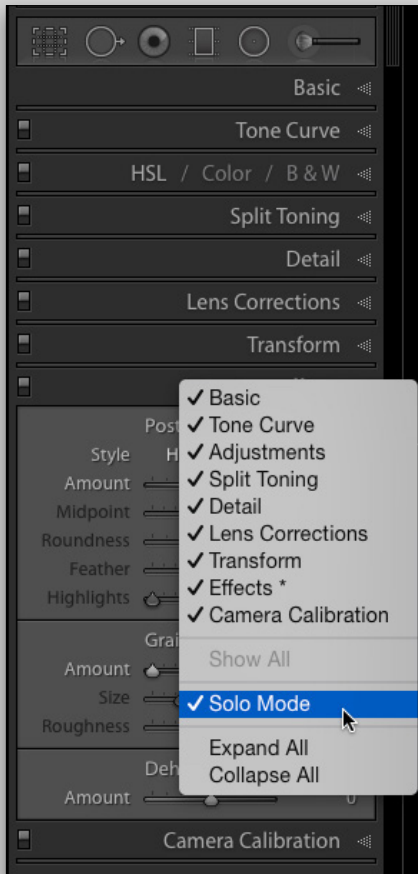 Basic
Tone Curve
HSL / Color / B & W
Split Toning
Detail
Lens Corrections
Transform
✓ Basic
✓ Tone Curve
✓ Adjustments
✓ Split Toning
✓ Detail
✓ Lens Corrections
✓ Transform
✓ Effects *
✓ Camera Calibration
Show All
✓ Solo Mode
Expand All
Collapse All
Post
Style H
Amount
Midpoint
Roundness
Feather
Highlights
Grai
Amount
Size
Roughness
Deh
Amount 0
Camera Calibration